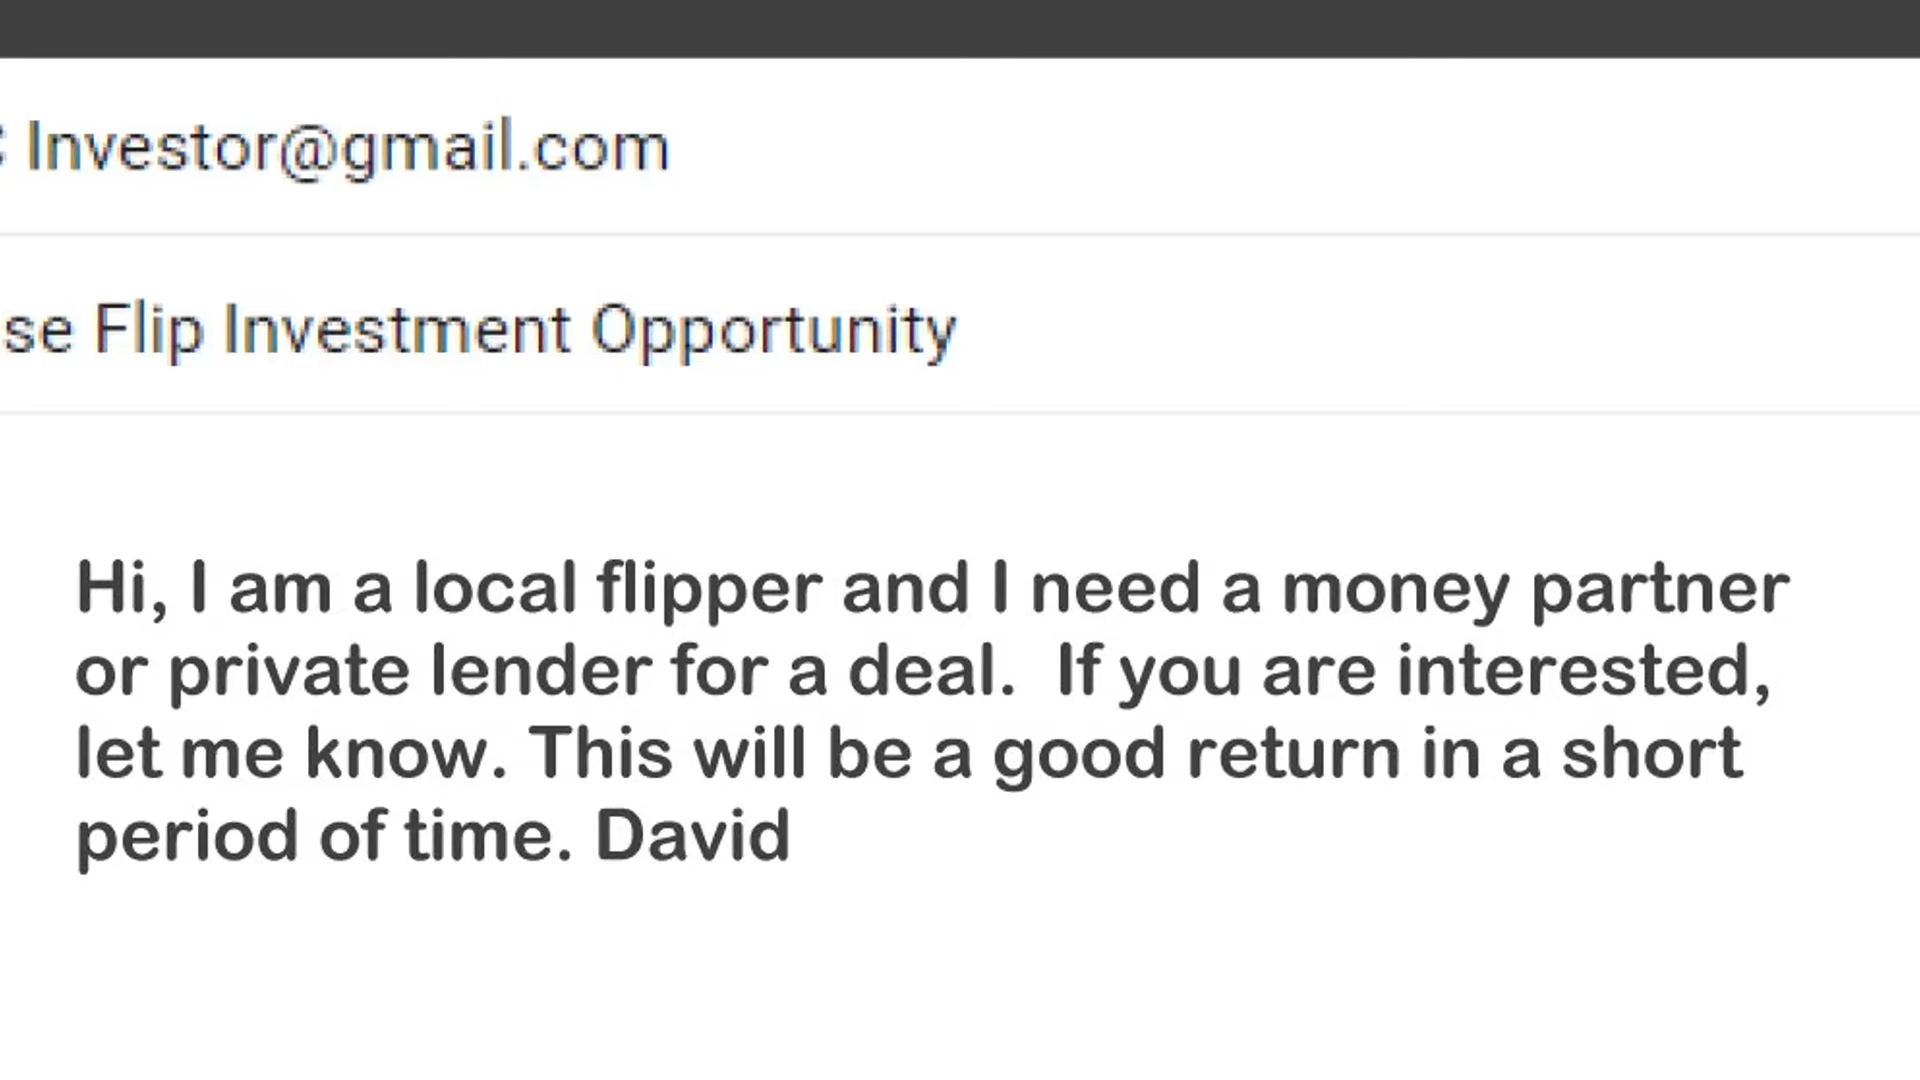 Investor@gmail.com
se Flip Investment Opportunity
Hi, I am a local flipper and I need a money partner
or private lender for a deal.  If you are interested,
let me know. This will be a good return in a short
period of time. David